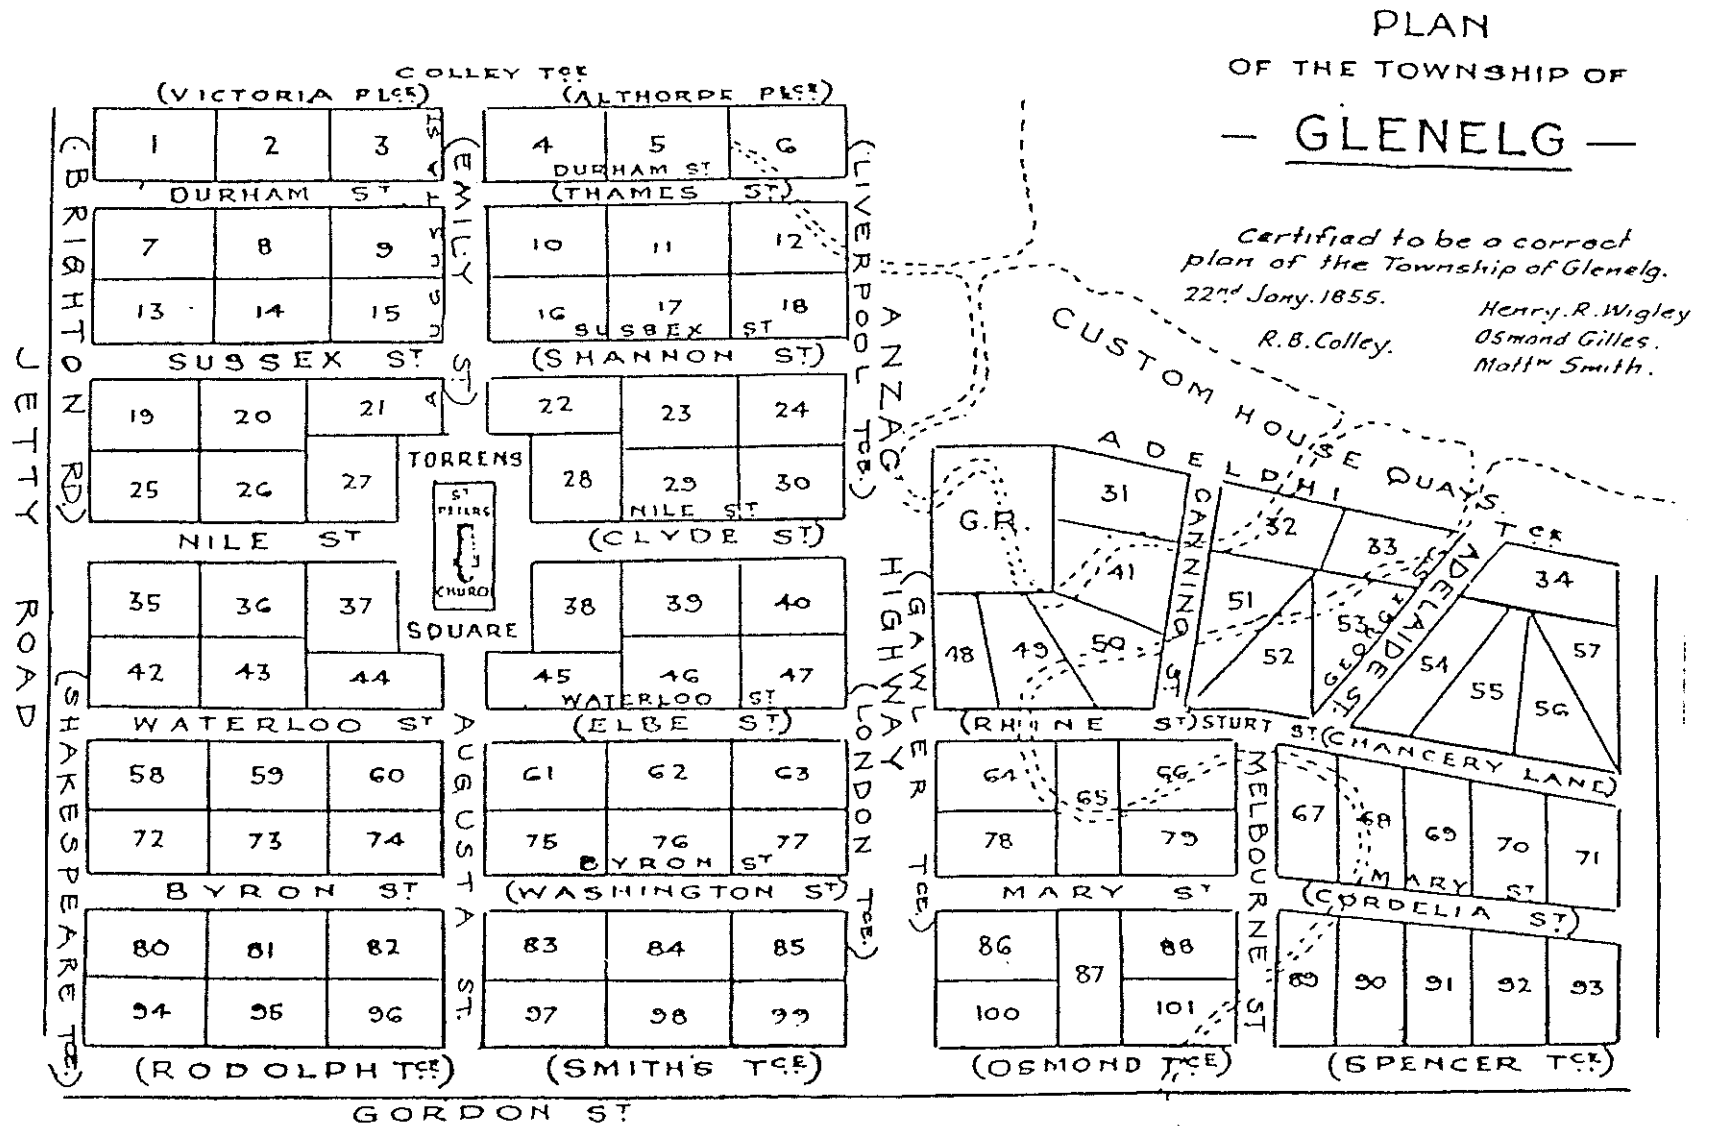 PLAN
OF THE TOWNSHIP OF
— GLENELG —
Certified to be a correct
plan of the Township of Glenelg.
22nd Jany. 1855.
Henry. R. Wigley
R. B. Colley.
Osmond Gilles.
Mattw Smith.
COLLEY TCE
(VICTORIA PLCE)
(ALTHORPE PLCE)
1 2 3 4 5 6
DURHAM ST
DURHAM ST
(THAMES ST)
7 8 9 10 11 12
13 14 15 16 17 18
SUSSEX ST
SUSSEX ST
(SHANNON ST)
19 20 21 22 23 24
25 26 27 28 29 30
TORRENS
ST
PETERS
CHURCH
SQUARE
NILE ST
NILE ST
(CLYDE ST)
35 36 37 38 39 40
42 43 44 45 46 47
WATERLOO ST
WATERLOO ST
(ELBE ST)
58 59 60 61 62 63
72 73 74 75 76 77
BYRON ST
BYRON ST
(WASHINGTON ST)
80 81 82 83 84 85
94 95 96 97 98 99
(RODOLPH TCE)
(SMITH'S TCE)
(OSMOND TCE)
(SPENCER TCE)
GORDON ST
JETTY ROAD
(BRIGHTON RD)
(SHAKESPEARE TCE)
(EMILY ST)
AUGUSTA ST.
AUGUSTA ST
(LIVERPOOL TCE.)
(LONDON TCE.)
ANZAC HIGHWAY
(GAWLER TCE.)
CUSTOM HOUSE QUAYS
ADELPHI TCE
G.R. 31 32 33 34
41 48 49 50 51 52 53 54 55 56 57
CANNING ST
ADELAIDE ST
(RHINE ST) STURT ST (CHANCERY LANE)
64 65 66 67 68 69 70 71
78 79
MELBOURNE ST
MARY ST
MARY ST
(CORDELIA ST)
86 87 88 89 90 91 92 93
100 101